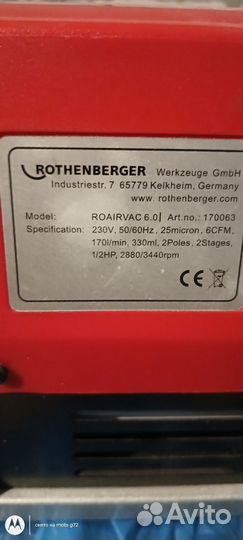 ROTHENBERGER Werkzeuge GmbH
Industriestr. 7 65779 Kelkheim, Germany
www.rothenberger.com
Model: ROAIRVAC 6.0 Art.no.: 170063
Specification: 230V, 50/60Hz, 25micron, 6CFM,
170l/min, 330ml, 2Poles, 2Stages,
1/2HP, 2880/3440rpm
снято на moto g72
Avito